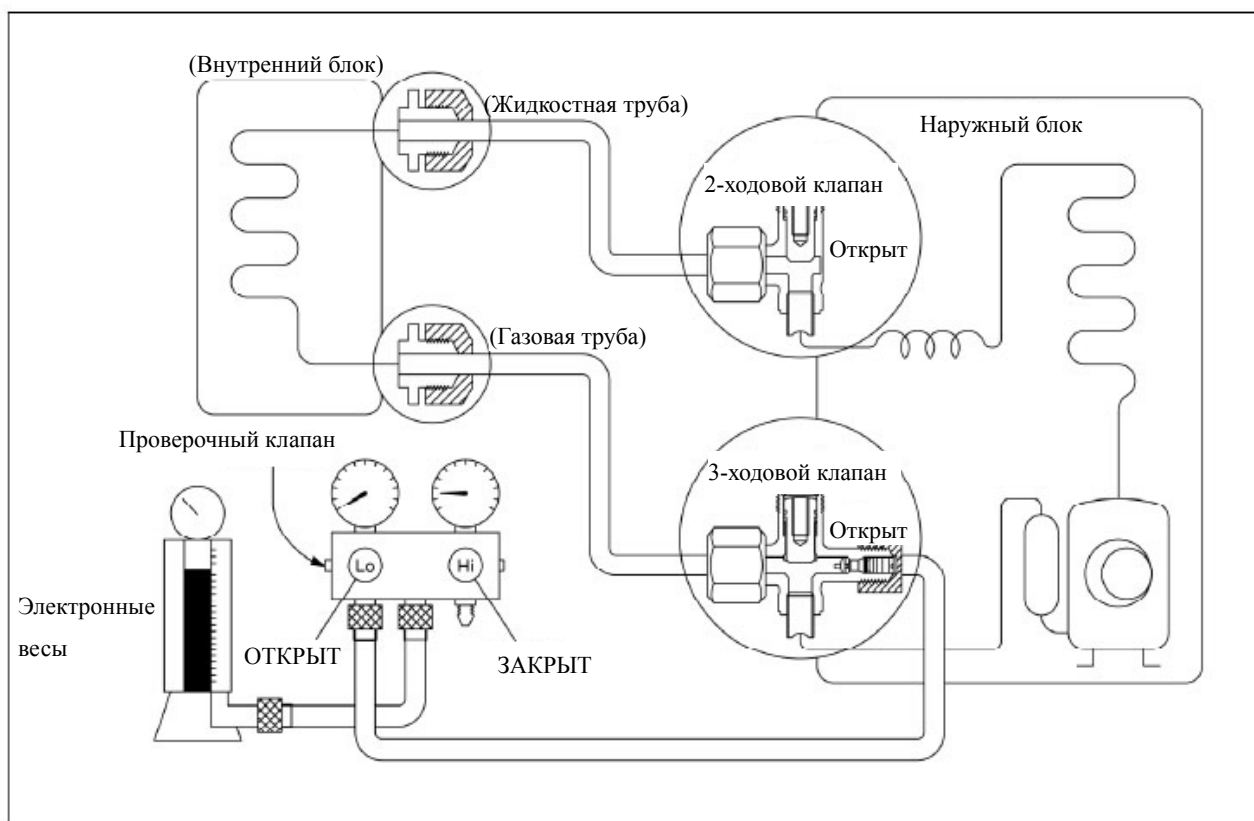 (Внутренний блок)
(Жидкостная труба)
Наружный блок
2-ходовой клапан
Открыт
(Газовая труба)
Проверочный клапан
3-ходовой клапан
Открыт
Lo
Hi
Электронные
весы
ОТКРЫТ
ЗАКРЫТ